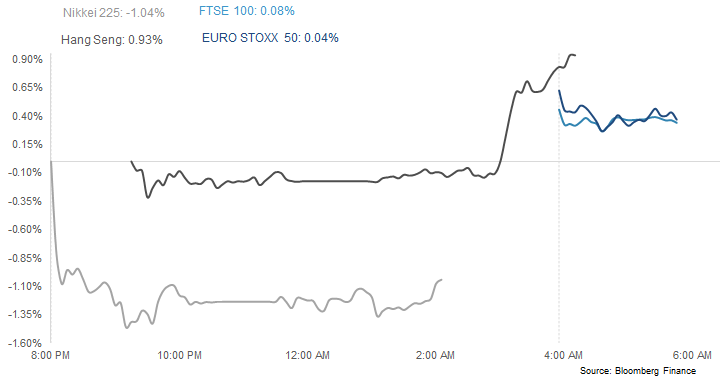 Nikkei 225: -1.04%
FTSE 100: 0.08%
Hang Seng: 0.93%
EURO STOXX 50: 0.04%
0.90%
0.65%
0.40%
0.15%
-0.10%
-0.35%
-0.60%
-0.85%
-1.10%
-1.35%
-1.60%
8:00 PM
10:00 PM
12:00 AM
2:00 AM
4:00 AM
6:00 AM
Source: Bloomberg Finance